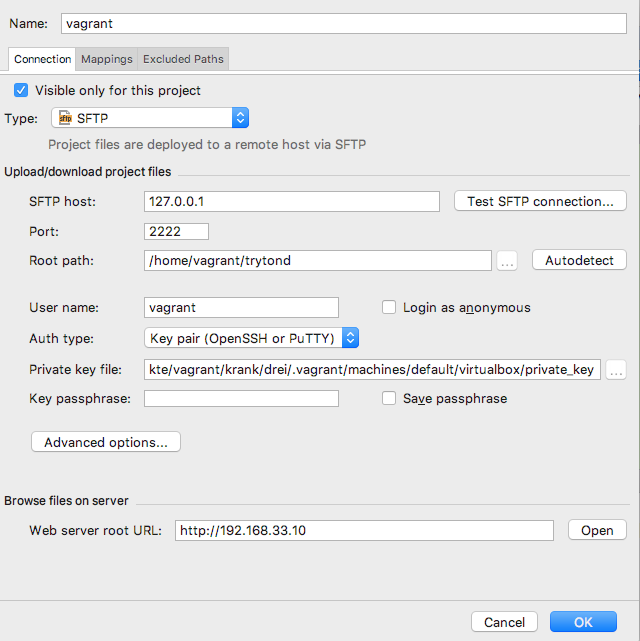 Name: vagrant
Connection Mappings Excluded Paths
Visible only for this project
Type: sftp SFTP
Project files are deployed to a remote host via SFTP
Upload/download project files
SFTP host: 127.0.0.1 Test SFTP connection...
Port: 2222
Root path: /home/vagrant/trytond ... Autodetect
User name: vagrant Login as anonymous
Auth type: Key pair (OpenSSH or PuTTY)
Private key file: kte/vagrant/krank/drei/.vagrant/machines/default/virtualbox/private_key ...
Key passphrase: Save passphrase
Advanced options...
Browse files on server
Web server root URL: http://192.168.33.10 Open
Cancel OK